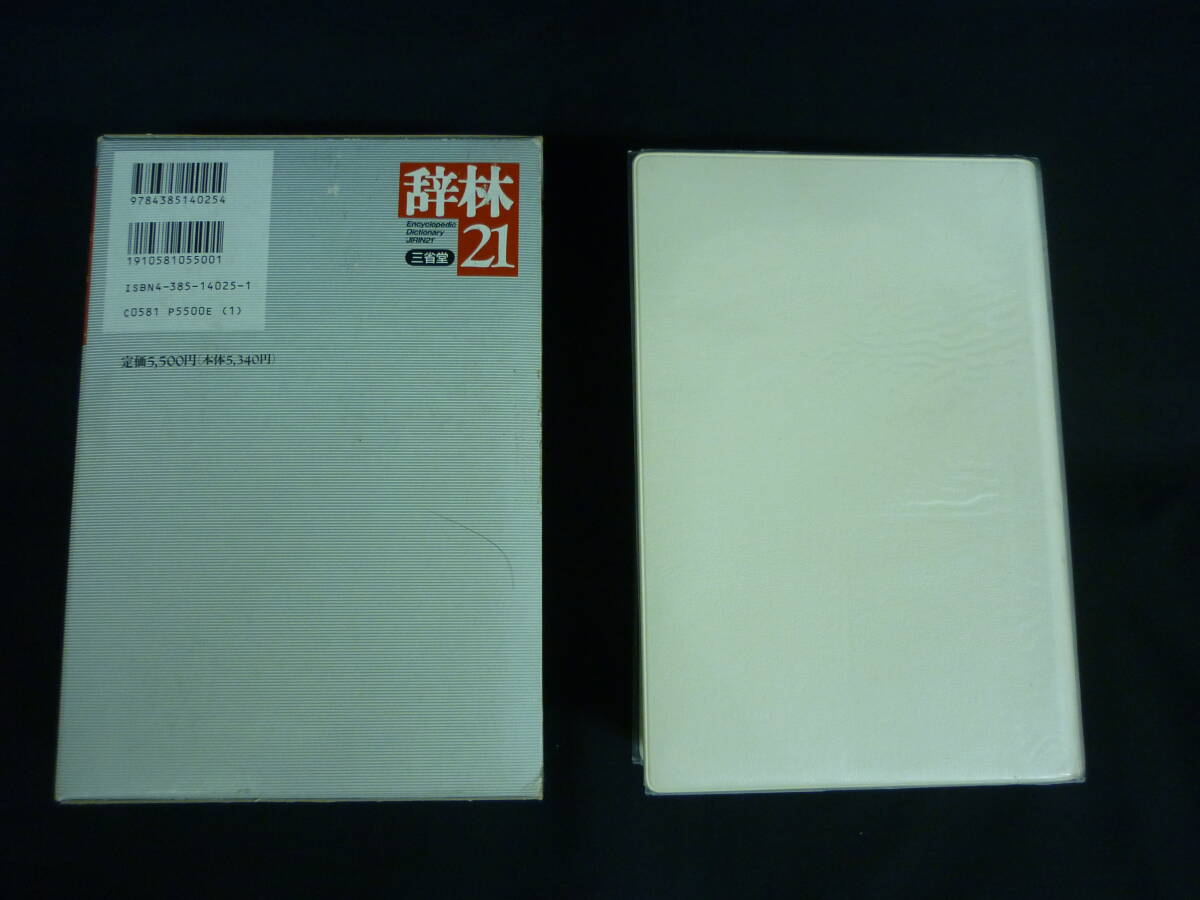 9784385140254
1910581055001
ISBN4-385-14025-1
C0581 P5500E (1)
定価5,500円(本体5,340円)
辞林
21
Encyclopedic
Dictionary
JIRIN21
三省堂